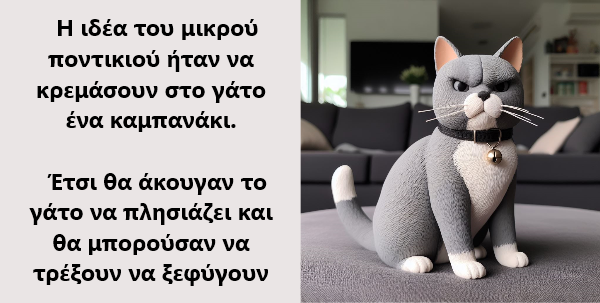 Η ιδέα του μικρού
ποντικιού ήταν να
κρεμάσουν στο γάτο
ένα καμπανάκι.
Έτσι θα άκουγαν το
γάτο να πλησιάζει και
θα μπορούσαν να
τρέξουν να ξεφύγουν